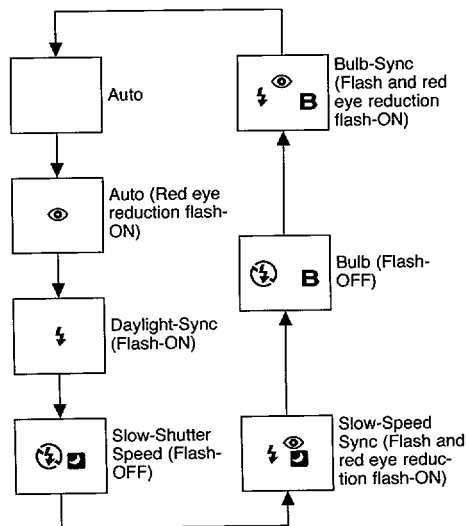 Auto
Auto (Red eye
reduction flash-
ON)
Daylight-Sync
(Flash-ON)
Slow-Shutter
Speed (Flash-
OFF)
Slow-Speed
Sync (Flash and
red eye reduc-
tion flash-ON)
B
Bulb (Flash-
OFF)
B
Bulb-Sync
(Flash and red
eye reduction
flash-ON)